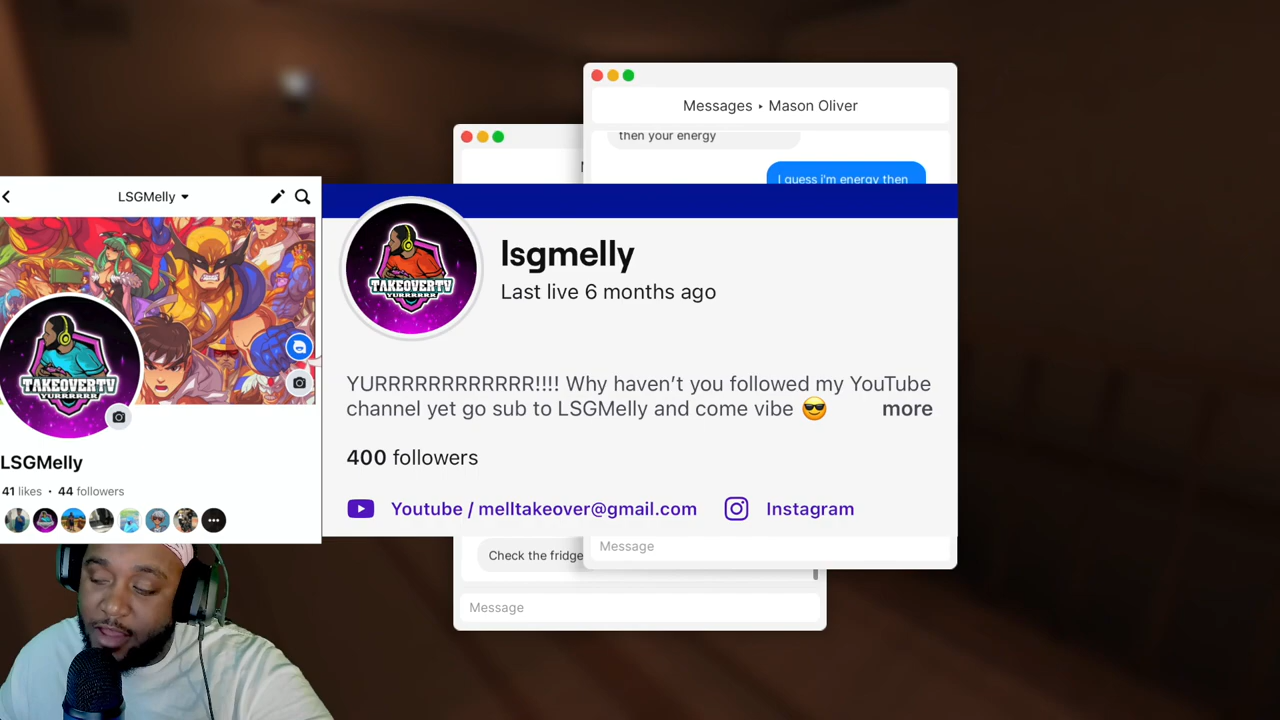 Messages ▸ Mason Oliver
then your energy
I guess i'm energy then
LSGMelly
TAKEOVERTV
YURRRRR
LSGMelly
41 likes • 44 followers
TAKEOVERTV
YURRRRR
lsgmelly
Last live 6 months ago
YURRRRRRRRRRRR!!!! Why haven't you followed my YouTube
channel yet go sub to LSGMelly and come vibe 😎 more
400 followers
Youtube / melltakeover@gmail.com Instagram
Message
Check the fridge
Message